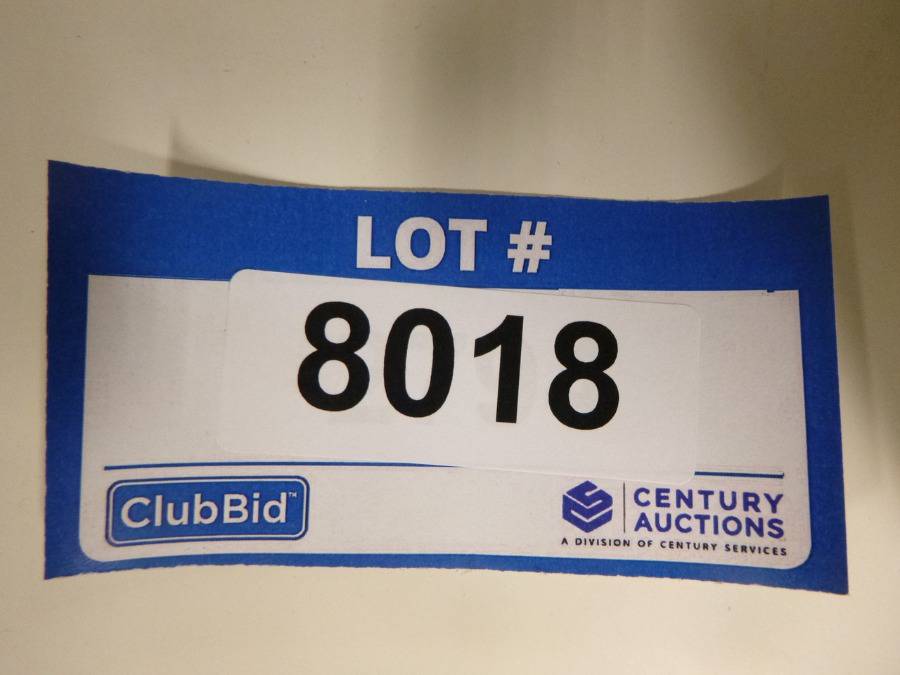 LOT #
8018
ClubBid™
CENTURY
AUCTIONS
A DIVISION OF CENTURY SERVICES